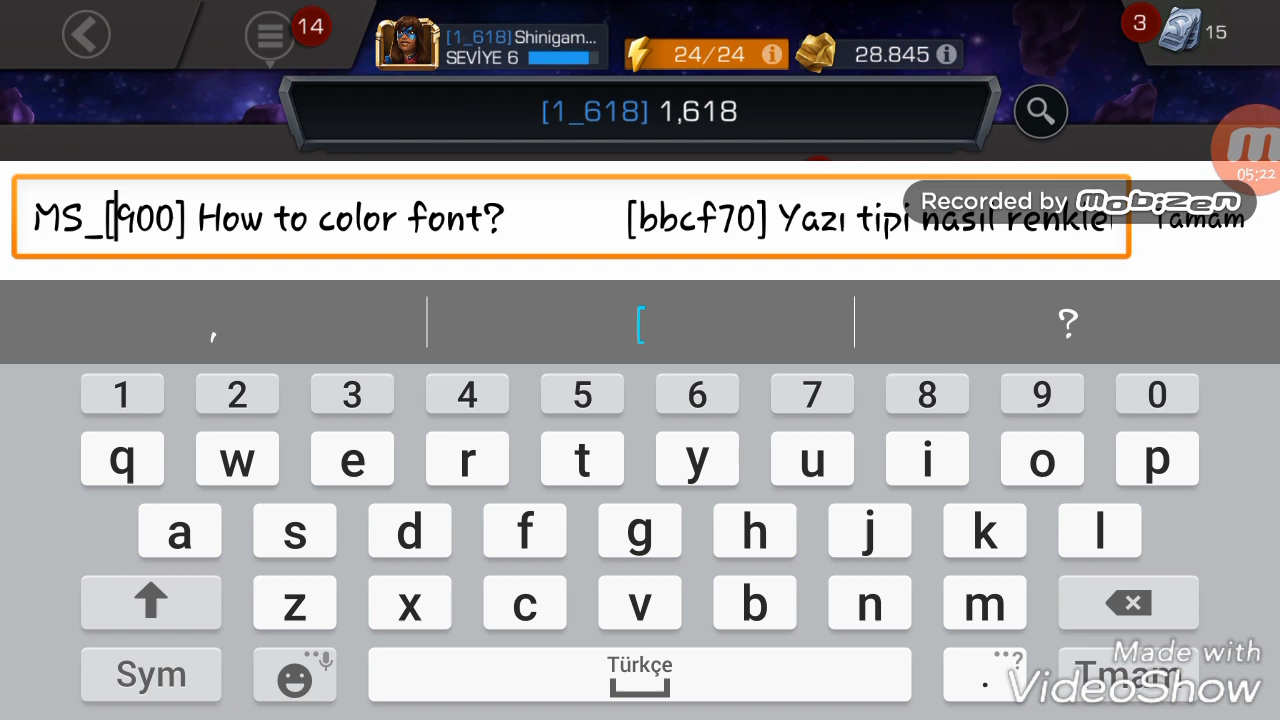 14
[1_618] Shinigam...
SEVİYE 6
24/24
28.845
3
15
[1_618] 1,618
05:22
Recorded by mobizen
MS_[900] How to color font? [bbcf70] Yazı tipi nasıl renkle
Tamam
, [ ?
1 2 3 4 5 6 7 8 9 0
q w e r t y u i o p
a s d f g h j k l
z x c v b n m
Sym Türkçe . ? Tmam
Made with
VideoShow